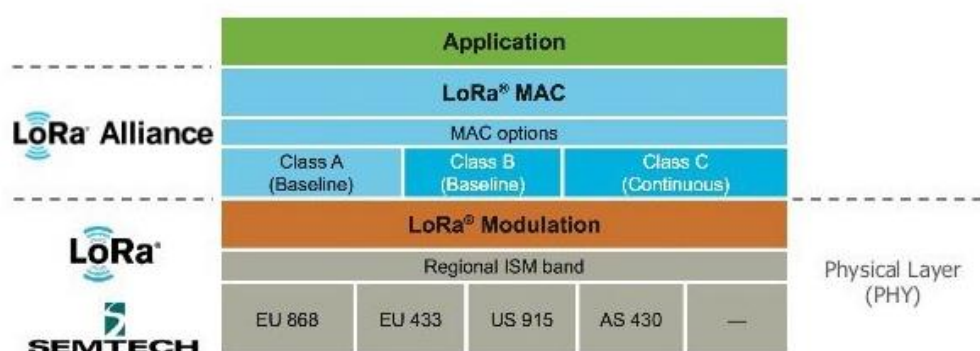 Application
LoRa® MAC
LoRa Alliance
MAC options
Class A
(Baseline)
Class B
(Baseline)
Class C
(Continuous)
LoRa® Modulation
LoRa®
Regional ISM band
Physical Layer
(PHY)
EU 868
EU 433
US 915
AS 430
—
SEMTECH